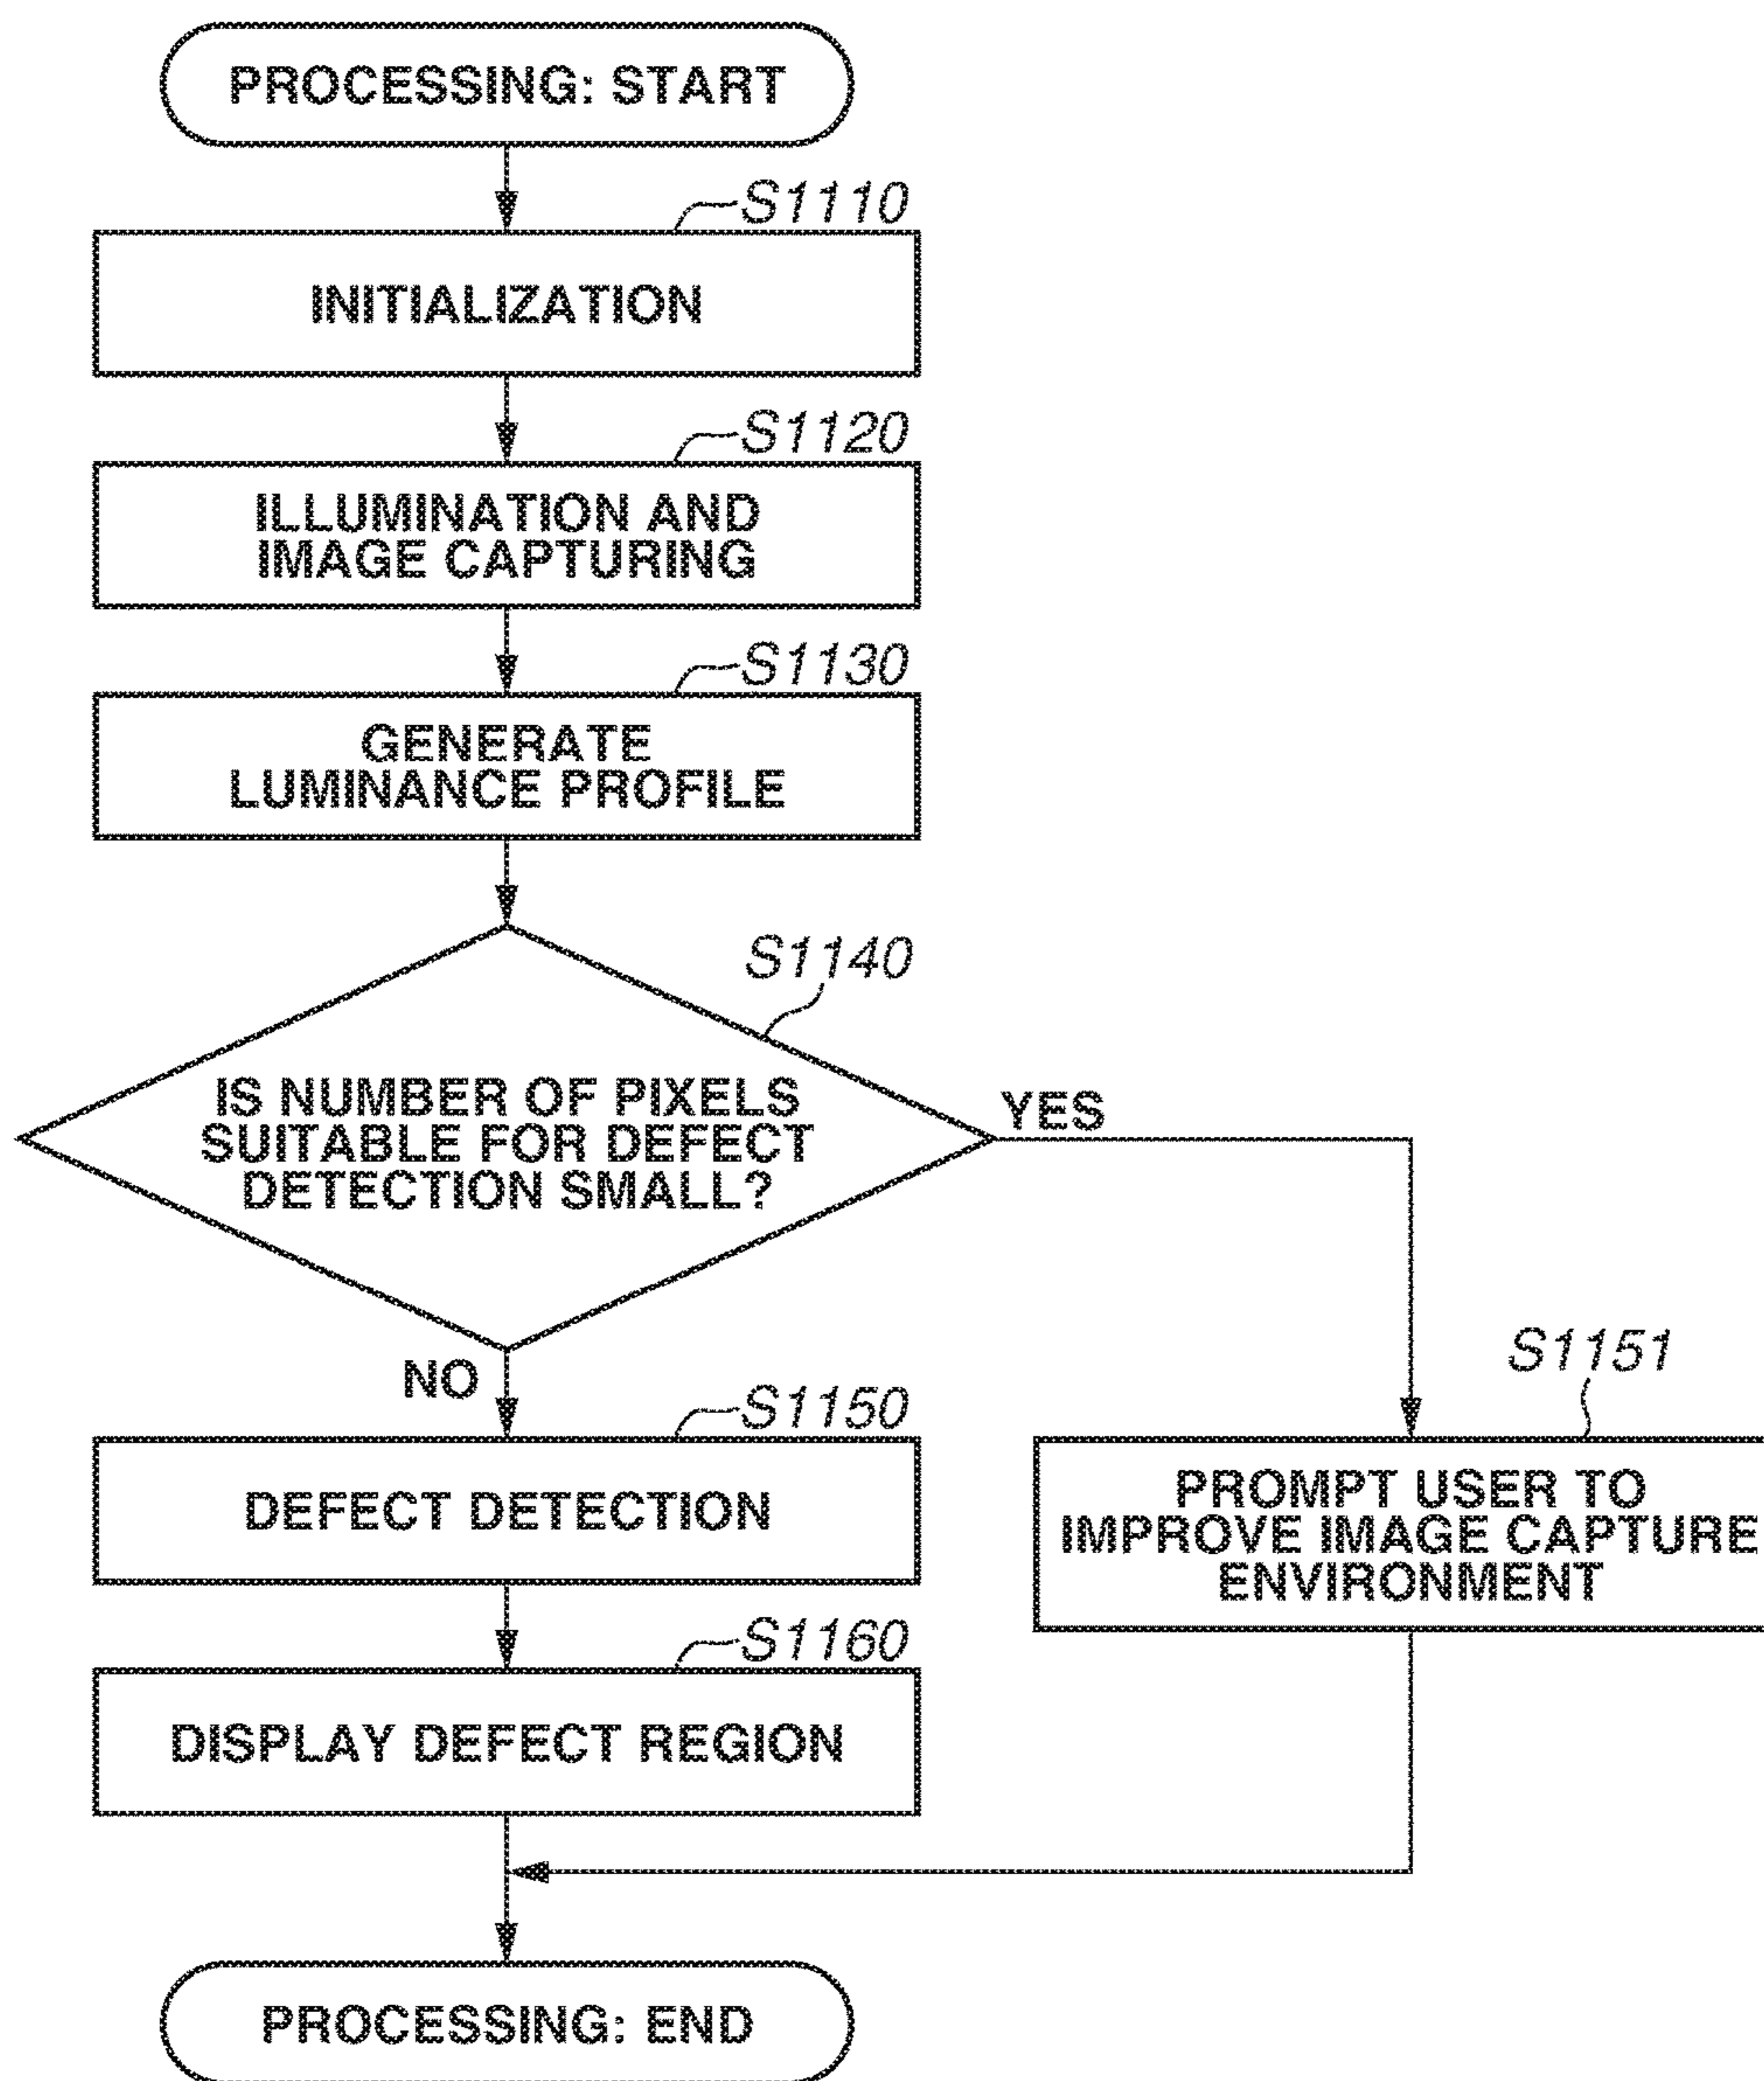 PROCESSING: START
S1110
INITIALIZATION
S1120
ILLUMINATION AND
IMAGE CAPTURING
S1130
GENERATE
LUMINANCE PROFILE
S1140
IS NUMBER OF PIXELS
SUITABLE FOR DEFECT
DETECTION SMALL?
YES
NO
S1150
DEFECT DETECTION
S1151
PROMPT USER TO
IMPROVE IMAGE CAPTURE
ENVIRONMENT
S1160
DISPLAY DEFECT REGION
PROCESSING: END